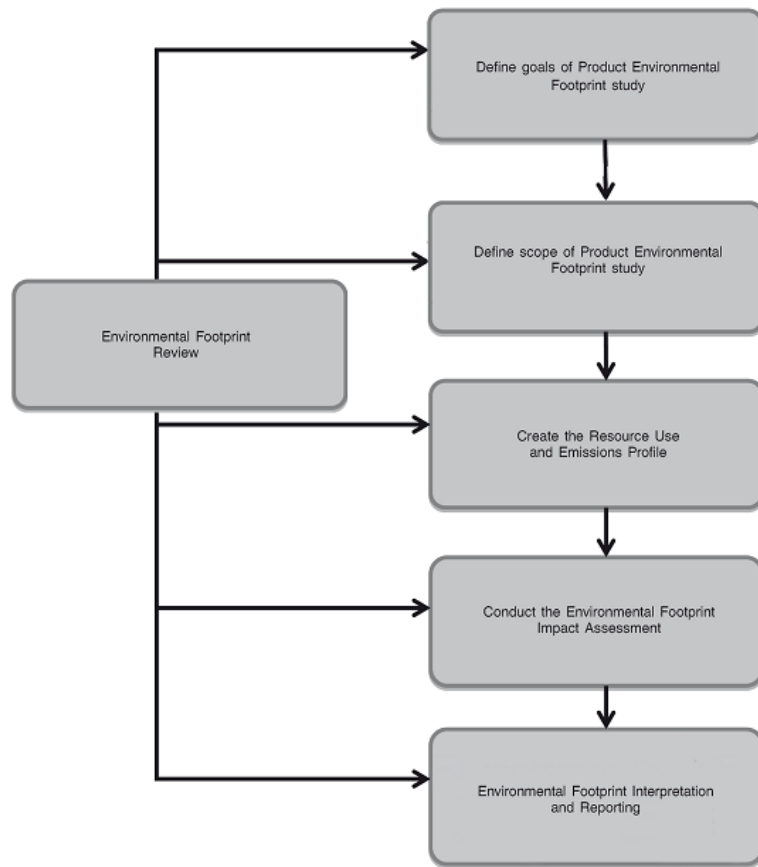 Define goals of Product Environmental
Footprint study
Define scope of Product Environmental
Footprint study
Environmental Footprint
Review
Create the Resource Use
and Emissions Profile
Conduct the Environmental Footprint
Impact Assessment
Environmental Footprint Interpretation
and Reporting